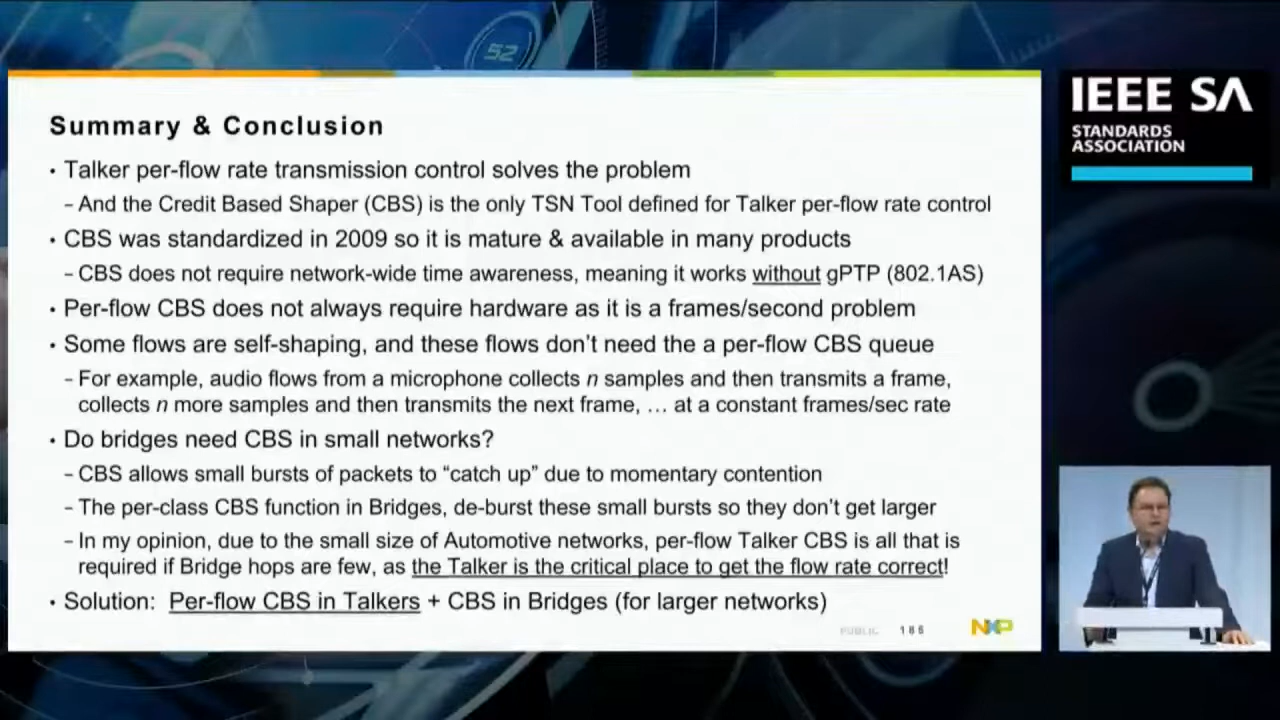 52
IEEE SA
STANDARDS
ASSOCIATION
Summary & Conclusion
• Talker per-flow rate transmission control solves the problem
– And the Credit Based Shaper (CBS) is the only TSN Tool defined for Talker per-flow rate control
• CBS was standardized in 2009 so it is mature & available in many products
– CBS does not require network-wide time awareness, meaning it works without gPTP (802.1AS)
• Per-flow CBS does not always require hardware as it is a frames/second problem
• Some flows are self-shaping, and these flows don't need the a per-flow CBS queue
– For example, audio flows from a microphone collects n samples and then transmits a frame,
collects n more samples and then transmits the next frame, … at a constant frames/sec rate
• Do bridges need CBS in small networks?
– CBS allows small bursts of packets to “catch up” due to momentary contention
– The per-class CBS function in Bridges, de-burst these small bursts so they don't get larger
– In my opinion, due to the small size of Automotive networks, per-flow Talker CBS is all that is
required if Bridge hops are few, as the Talker is the critical place to get the flow rate correct!
• Solution: Per-flow CBS in Talkers + CBS in Bridges (for larger networks)
PUBLIC 186
NXP